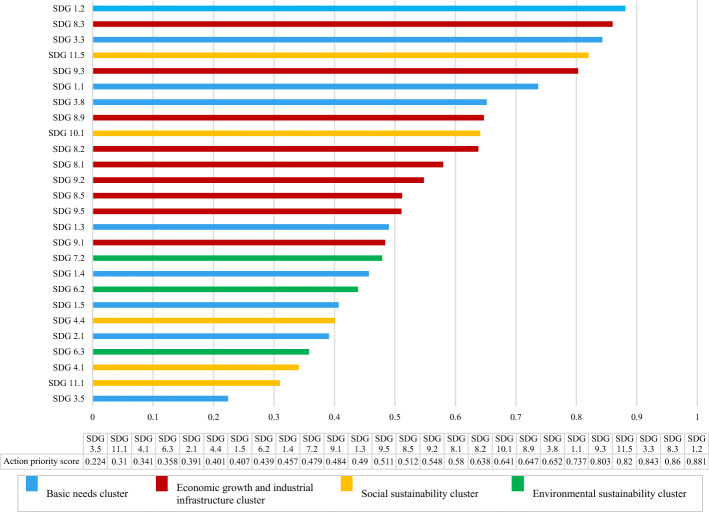 SDG 1.2
SDG 8.3
SDG 3.3
SDG 11.5
SDG 9.3
SDG 1.1
SDG 3.8
SDG 8.9
SDG 10.1
SDG 8.2
SDG 8.1
SDG 9.2
SDG 8.5
SDG 9.5
SDG 1.3
SDG 9.1
SDG 7.2
SDG 1.4
SDG 6.2
SDG 1.5
SDG 4.4
SDG 2.1
SDG 6.3
SDG 4.1
SDG 11.1
SDG 3.5
0 0.1 0.2 0.3 0.4 0.5 0.6 0.7 0.8 0.9 1
SDG SDG SDG SDG SDG SDG SDG SDG SDG SDG SDG SDG SDG SDG SDG SDG SDG SDG SDG SDG SDG SDG SDG SDG SDG SDG
3.5 11.1 4.1 6.3 2.1 4.4 1.5 6.2 1.4 7.2 9.1 1.3 9.5 8.5 9.2 8.1 8.2 10.1 8.9 3.8 1.1 9.3 11.5 3.3 8.3 1.2
Action priority score 0.224 0.31 0.341 0.358 0.391 0.401 0.407 0.439 0.457 0.479 0.484 0.49 0.511 0.512 0.548 0.58 0.638 0.641 0.647 0.652 0.737 0.803 0.82 0.843 0.86 0.881
Basic needs cluster
Economic growth and industrial
infrastructure cluster
Social sustainability cluster
Environmental sustainability cluster